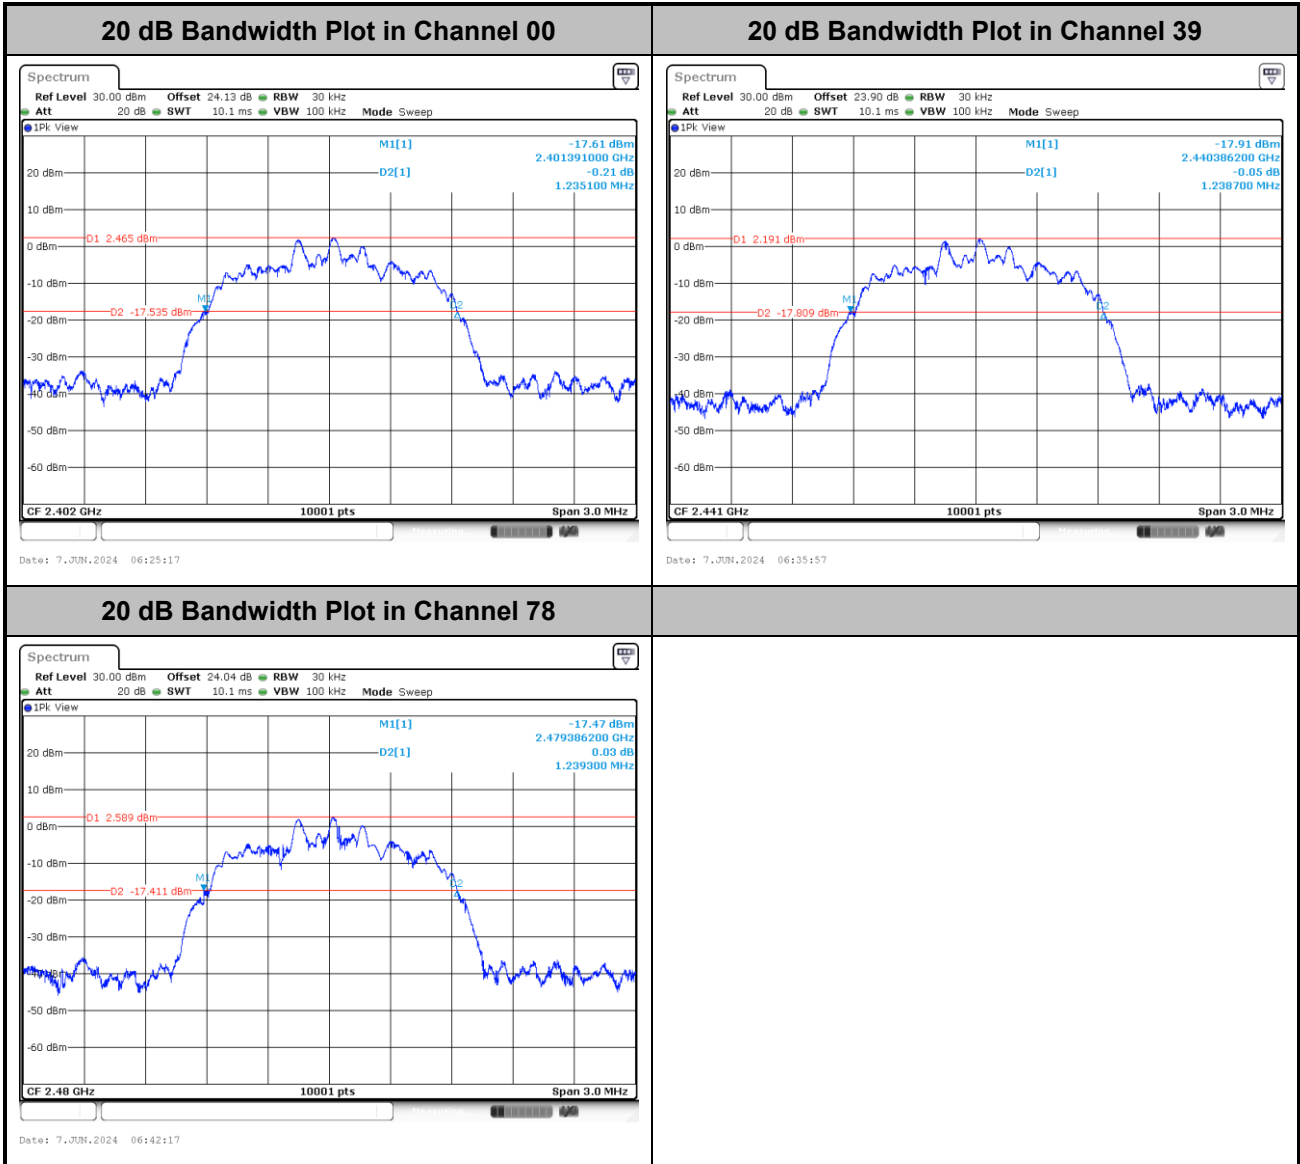 20 dB Bandwidth Plot in Channel 00
20 dB Bandwidth Plot in Channel 39
Spectrum
Ref Level 30.00 dBm Offset 24.13 dB RBW 30 kHz
Att 20 dB SWT 10.1 ms VBW 100 kHz Mode Sweep
1Pk View
M1[1] -17.61 dBm
2.401391000 GHz
D2[1] -0.21 dB
1.235100 MHz
20 dBm
10 dBm
D1 2.465 dBm
0 dBm
-10 dBm
M1
D2 -17.535 dBm
D2
-20 dBm
-30 dBm
-40 dBm
-50 dBm
-60 dBm
CF 2.402 GHz 10001 pts Span 3.0 MHz
Date: 7.JUN.2024 06:25:17
Spectrum
Ref Level 30.00 dBm Offset 23.90 dB RBW 30 kHz
Att 20 dB SWT 10.1 ms VBW 100 kHz Mode Sweep
1Pk View
M1[1] -17.91 dBm
2.440386200 GHz
D2[1] -0.05 dB
1.238700 MHz
20 dBm
10 dBm
D1 2.191 dBm
0 dBm
-10 dBm
M1
D2 -17.809 dBm
D2
-20 dBm
-30 dBm
-40 dBm
-50 dBm
-60 dBm
CF 2.441 GHz 10001 pts Span 3.0 MHz
Measuring...
Date: 7.JUN.2024 06:35:57
20 dB Bandwidth Plot in Channel 78
Spectrum
Ref Level 30.00 dBm Offset 24.04 dB RBW 30 kHz
Att 20 dB SWT 10.1 ms VBW 100 kHz Mode Sweep
1Pk View
M1[1] -17.47 dBm
2.479386200 GHz
D2[1] 0.03 dB
1.239300 MHz
20 dBm
10 dBm
D1 2.589 dBm
0 dBm
-10 dBm
M1
D2 -17.411 dBm
D2
-20 dBm
-30 dBm
-40 dBm
-50 dBm
-60 dBm
CF 2.48 GHz 10001 pts Span 3.0 MHz
Date: 7.JUN.2024 06:42:17